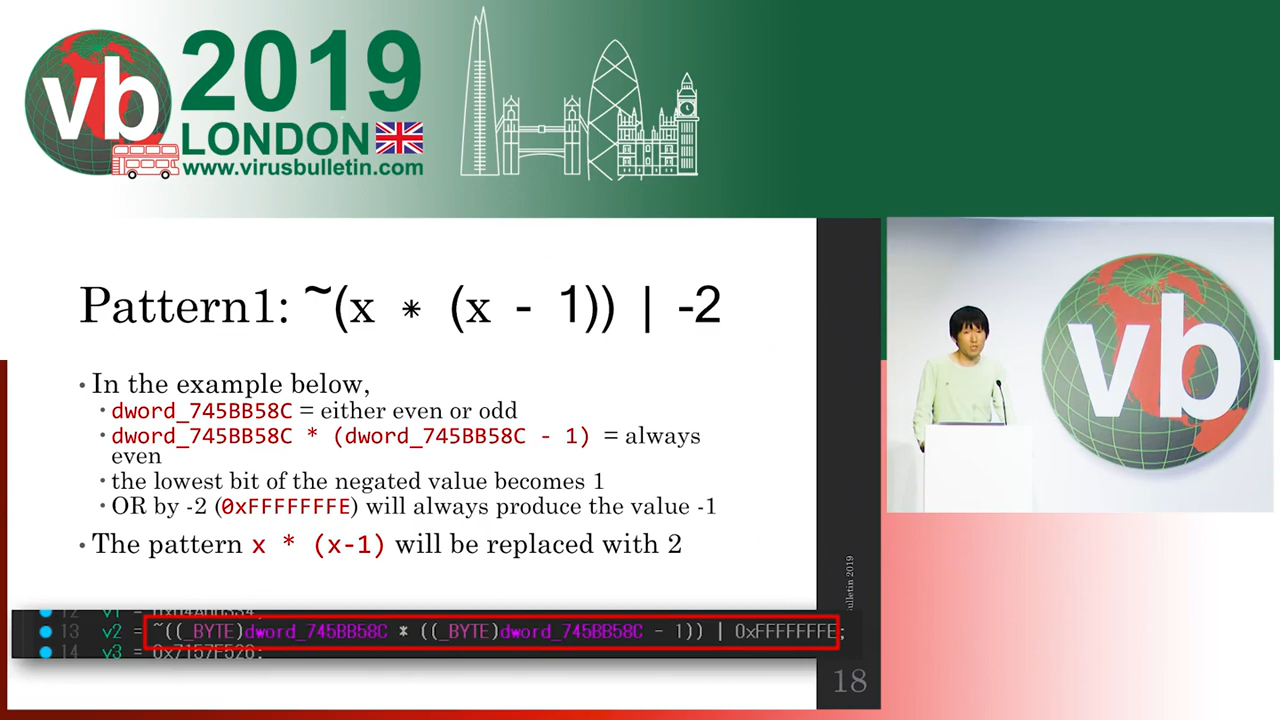 vb
2019
LONDON
www.virusbulletin.com
Pattern1: ~(x * (x - 1)) | -2
• In the example below,
• dword_745BB58C = either even or odd
• dword_745BB58C * (dword_745BB58C - 1) = always
even
• the lowest bit of the negated value becomes 1
• OR by -2 (0xFFFFFFFE) will always produce the value -1
• The pattern x * (x-1) will be replaced with 2
13 v2 = ~((_BYTE)dword_745BB58C * ((_BYTE)dword_745BB58C - 1)) | 0xFFFFFFFE;
14 v3 = 0x7157E526;
ulletin 2019
18
vb